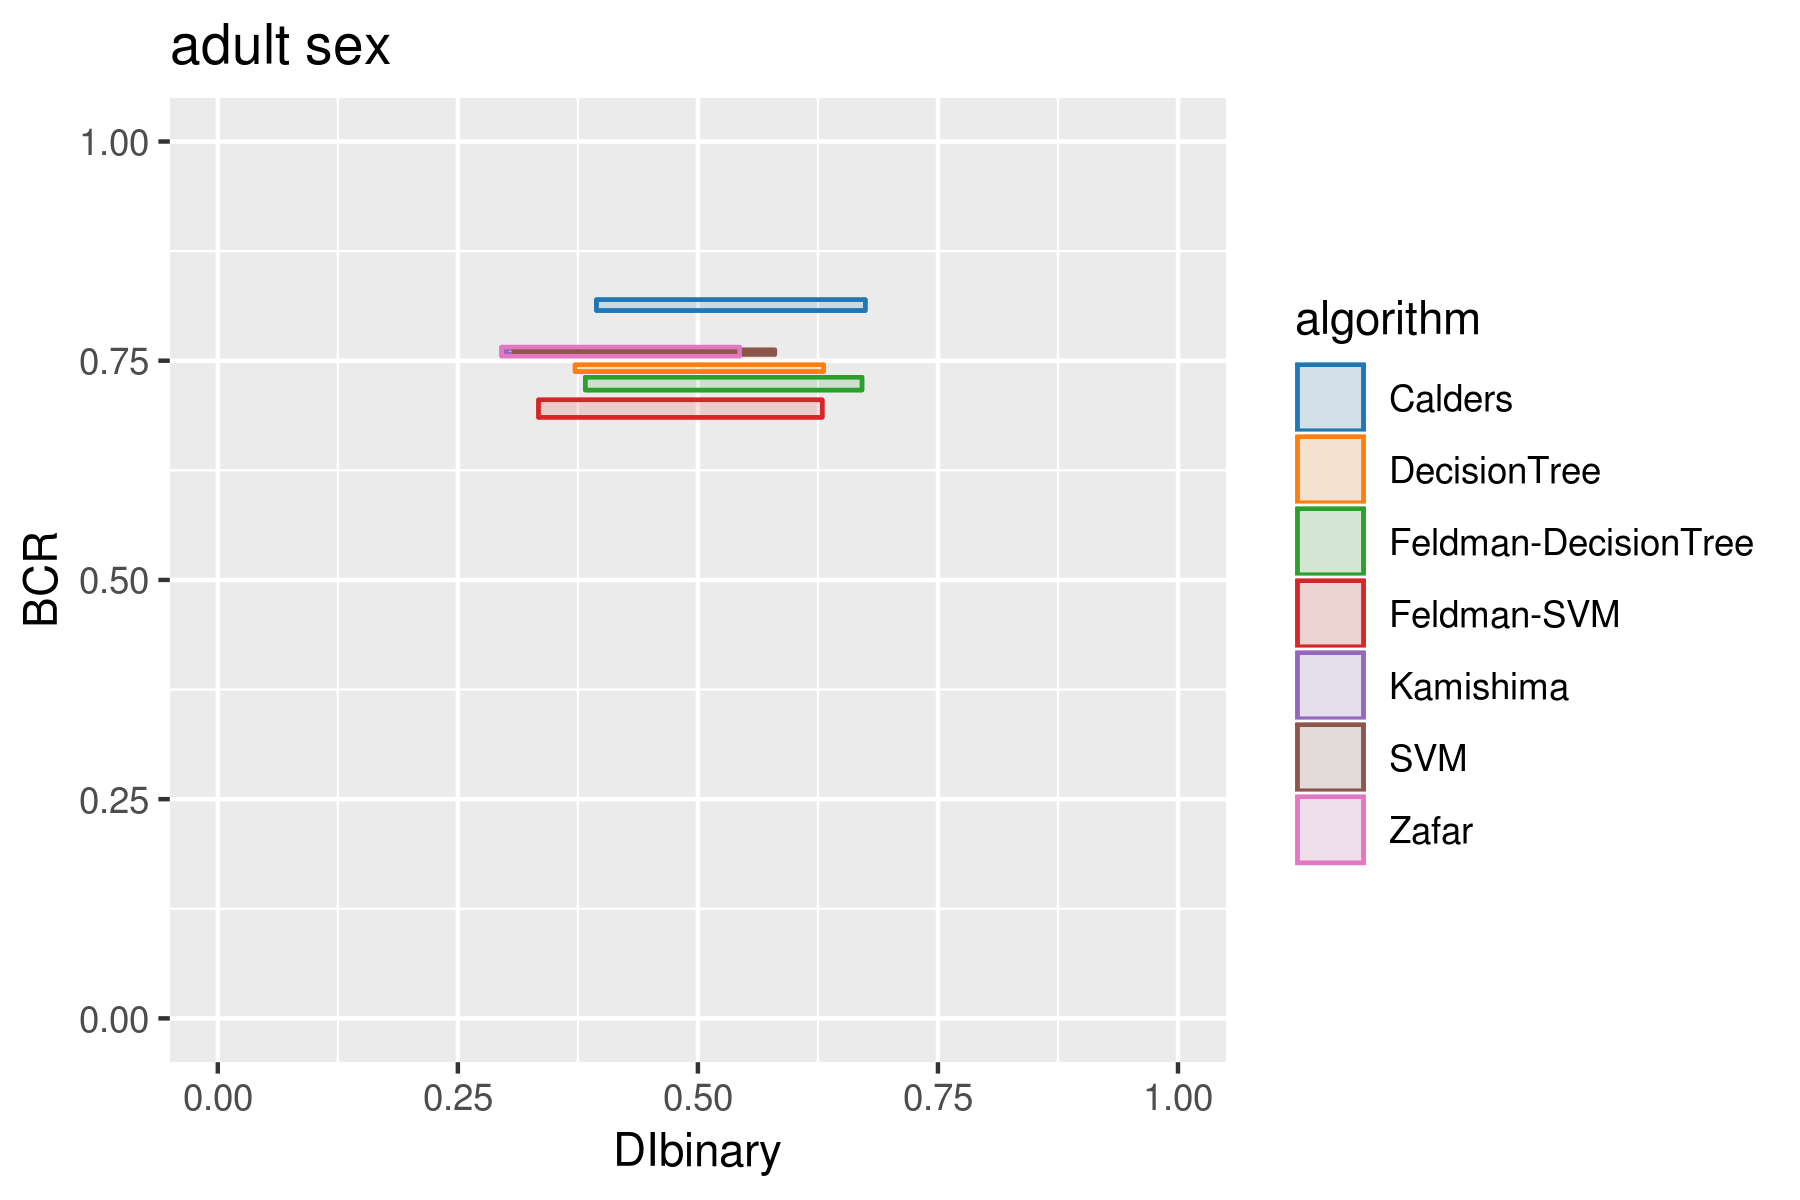 adult sex
1.00
0.75
0.50
0.25
0.00
BCR
0.00 0.25 0.50 0.75 1.00
DIbinary
algorithm
Calders
DecisionTree
Feldman-DecisionTree
Feldman-SVM
Kamishima
SVM
Zafar